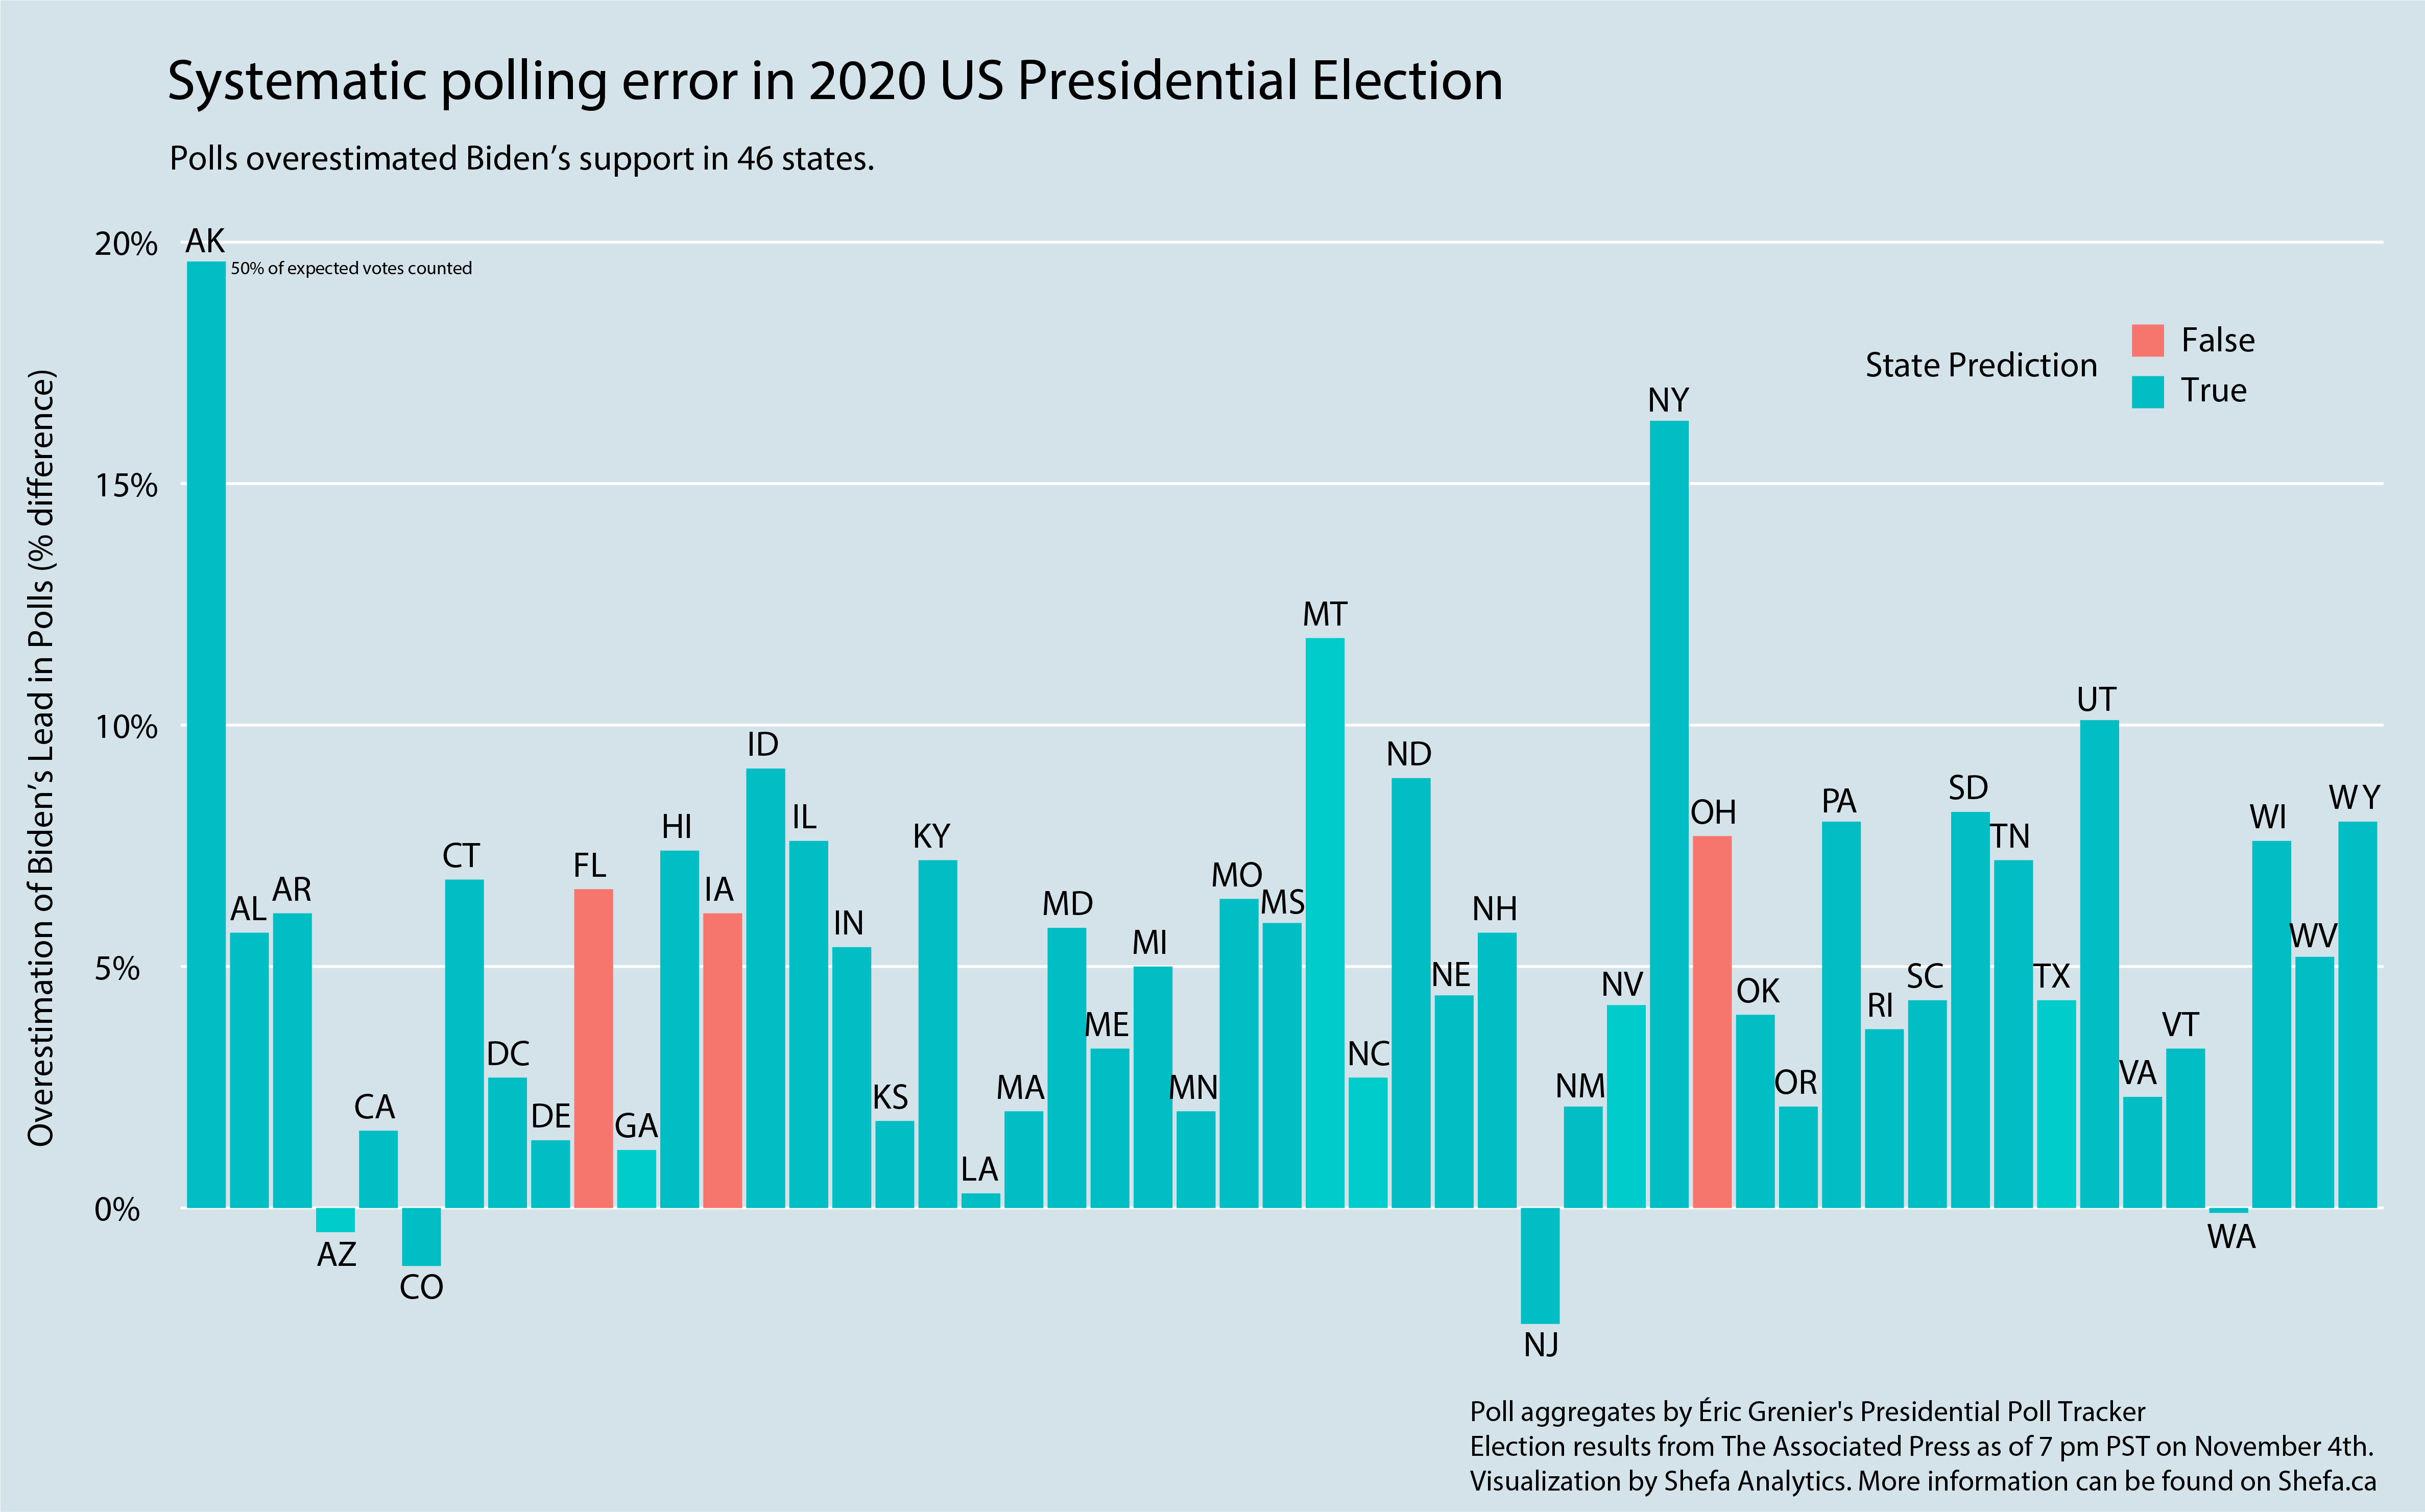 Systematic polling error in 2020 US Presidential Election
Polls overestimated Biden’s support in 46 states.
Overestimation of Biden’s Lead in Polls (% difference)
20%
15%
10%
5%
0%
50% of expected votes counted
State Prediction
False
True
AK
AL
AR
AZ
CA
CO
CT
DC
DE
FL
GA
HI
IA
ID
IL
IN
KS
KY
LA
MA
MD
ME
MI
MN
MO
MS
MT
NC
ND
NE
NH
NJ
NM
NV
NY
OH
OK
OR
PA
RI
SC
SD
TN
TX
UT
VA
VT
WA
WI
WV
WY
Poll aggregates by Éric Grenier's Presidential Poll Tracker
Election results from The Associated Press as of 7 pm PST on November 4th.
Visualization by Shefa Analytics. More information can be found on Shefa.ca